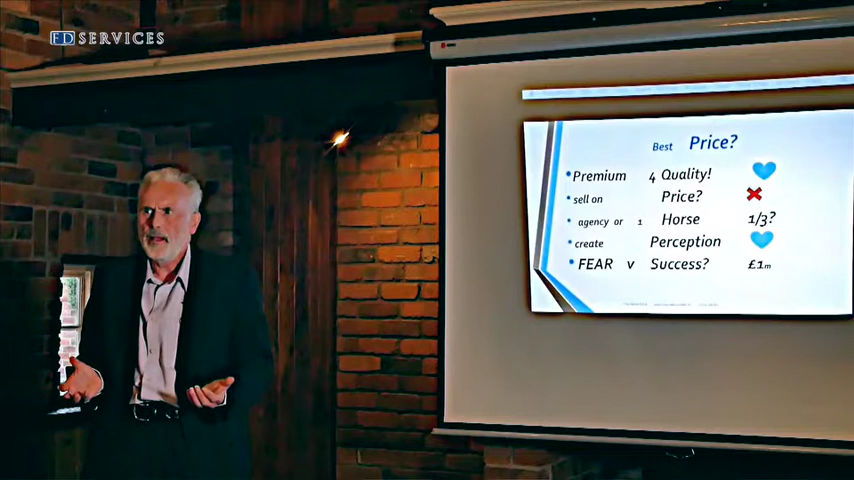 FD SERVICES
Best Price?
• Premium 4 Quality! 💙
• sell on Price? ❌
• agency or 1 Horse 1/3?
• create Perception 💙
• FEAR v Success? £1m